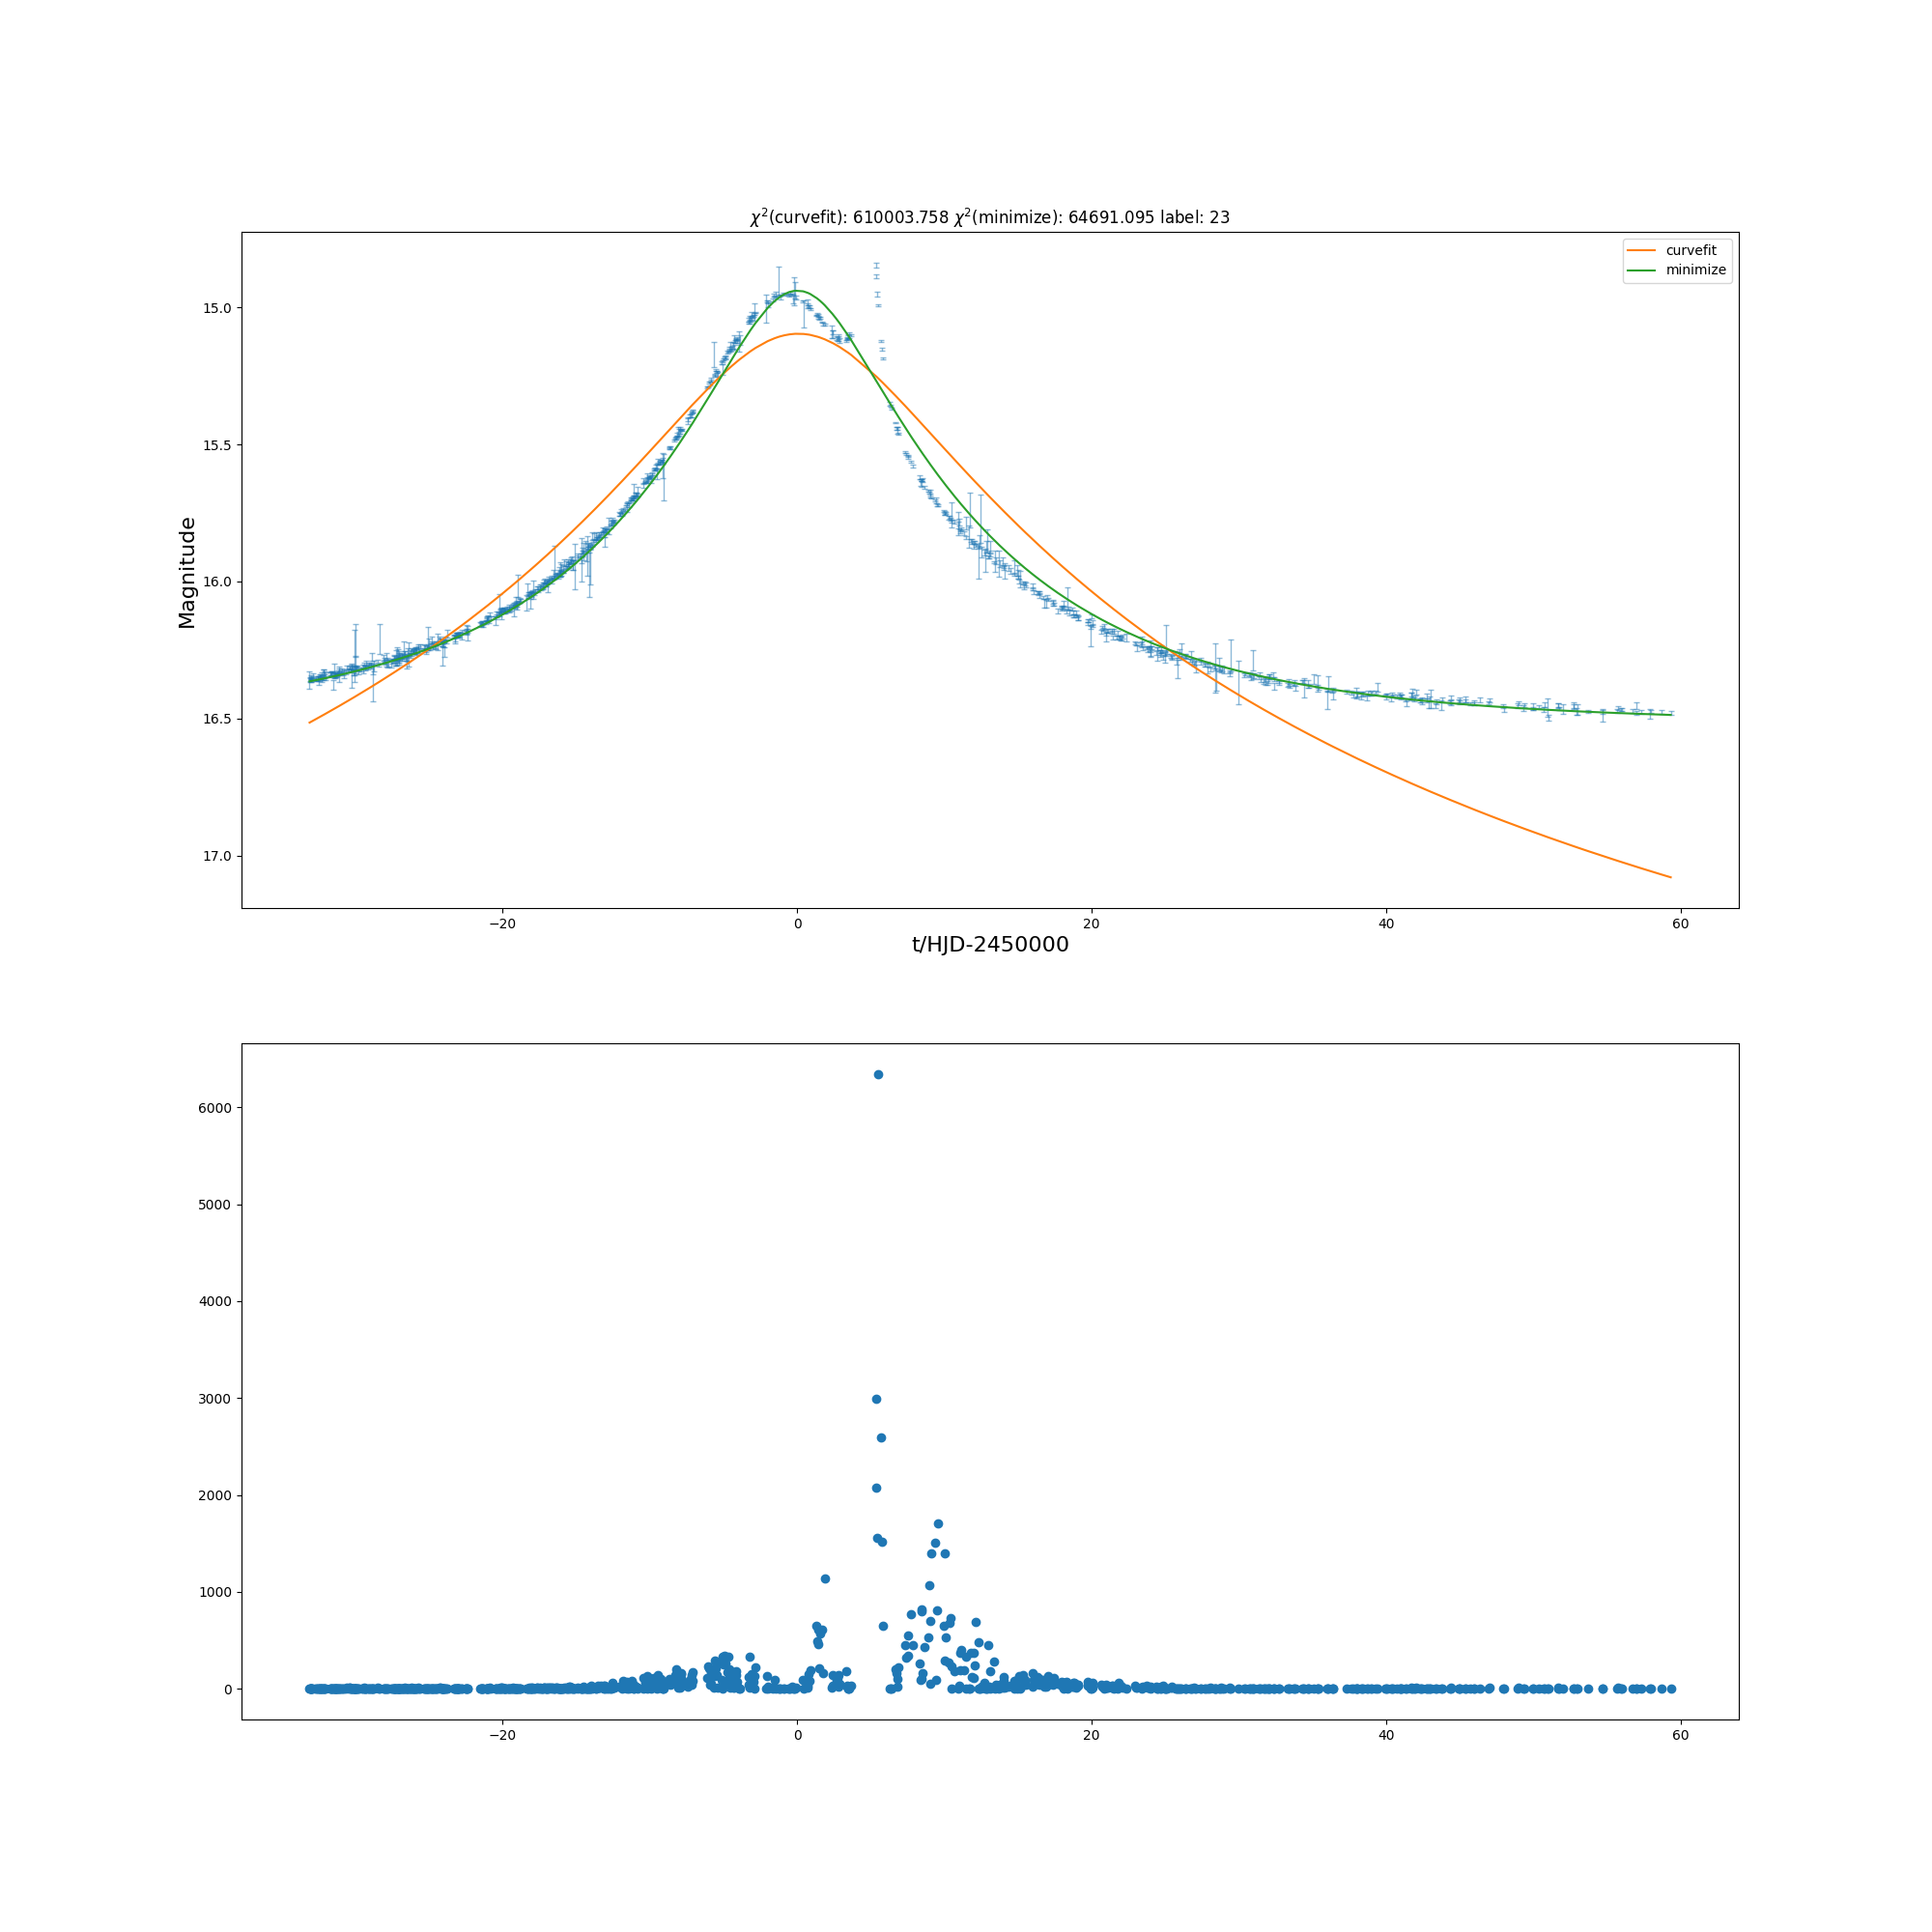 χ²(curvefit): 610003.758 χ²(minimize): 64691.095 label: 23
curvefit
minimize
15.0
15.5
16.0
16.5
17.0
Magnitude
−20 0 20 40 60
t/HJD-2450000
6000
5000
4000
3000
2000
1000
0
−20 0 20 40 60